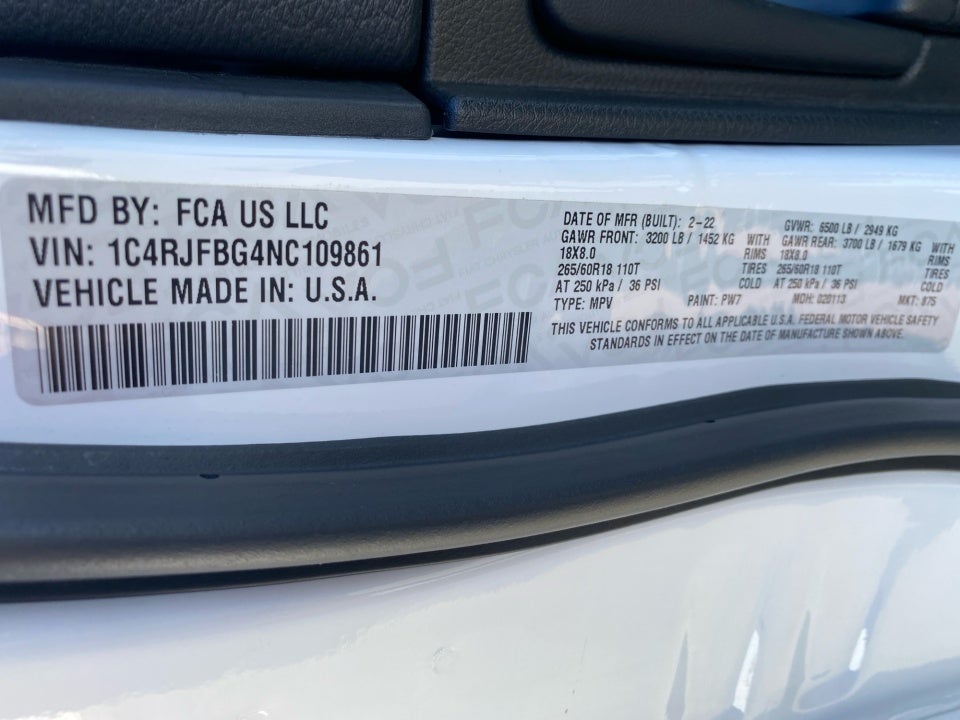 MFD BY: FCA US LLC
VIN: 1C4RJFBG4NC109861
VEHICLE MADE IN: U.S.A.
DATE OF MFR (BUILT): 2-22 GVWR: 6500 LB / 2949 KG
GAWR FRONT: 3200 LB / 1452 KG WITH GAWR REAR: 3700 LB / 1679 KG WITH
18X8.0 RIMS 18X8.0 RIMS
265/60R18 110T TIRES 265/60R18 110T TIRES
AT 250 kPa / 36 PSI COLD AT 250 kPa / 36 PSI COLD
TYPE: MPV PAINT: PW7 MDH: 020113 MKT: 875
THIS VEHICLE CONFORMS TO ALL APPLICABLE U.S.A. FEDERAL MOTOR VEHICLE SAFETY
STANDARDS IN EFFECT ON THE DATE OF MANUFACTURE SHOWN ABOVE.